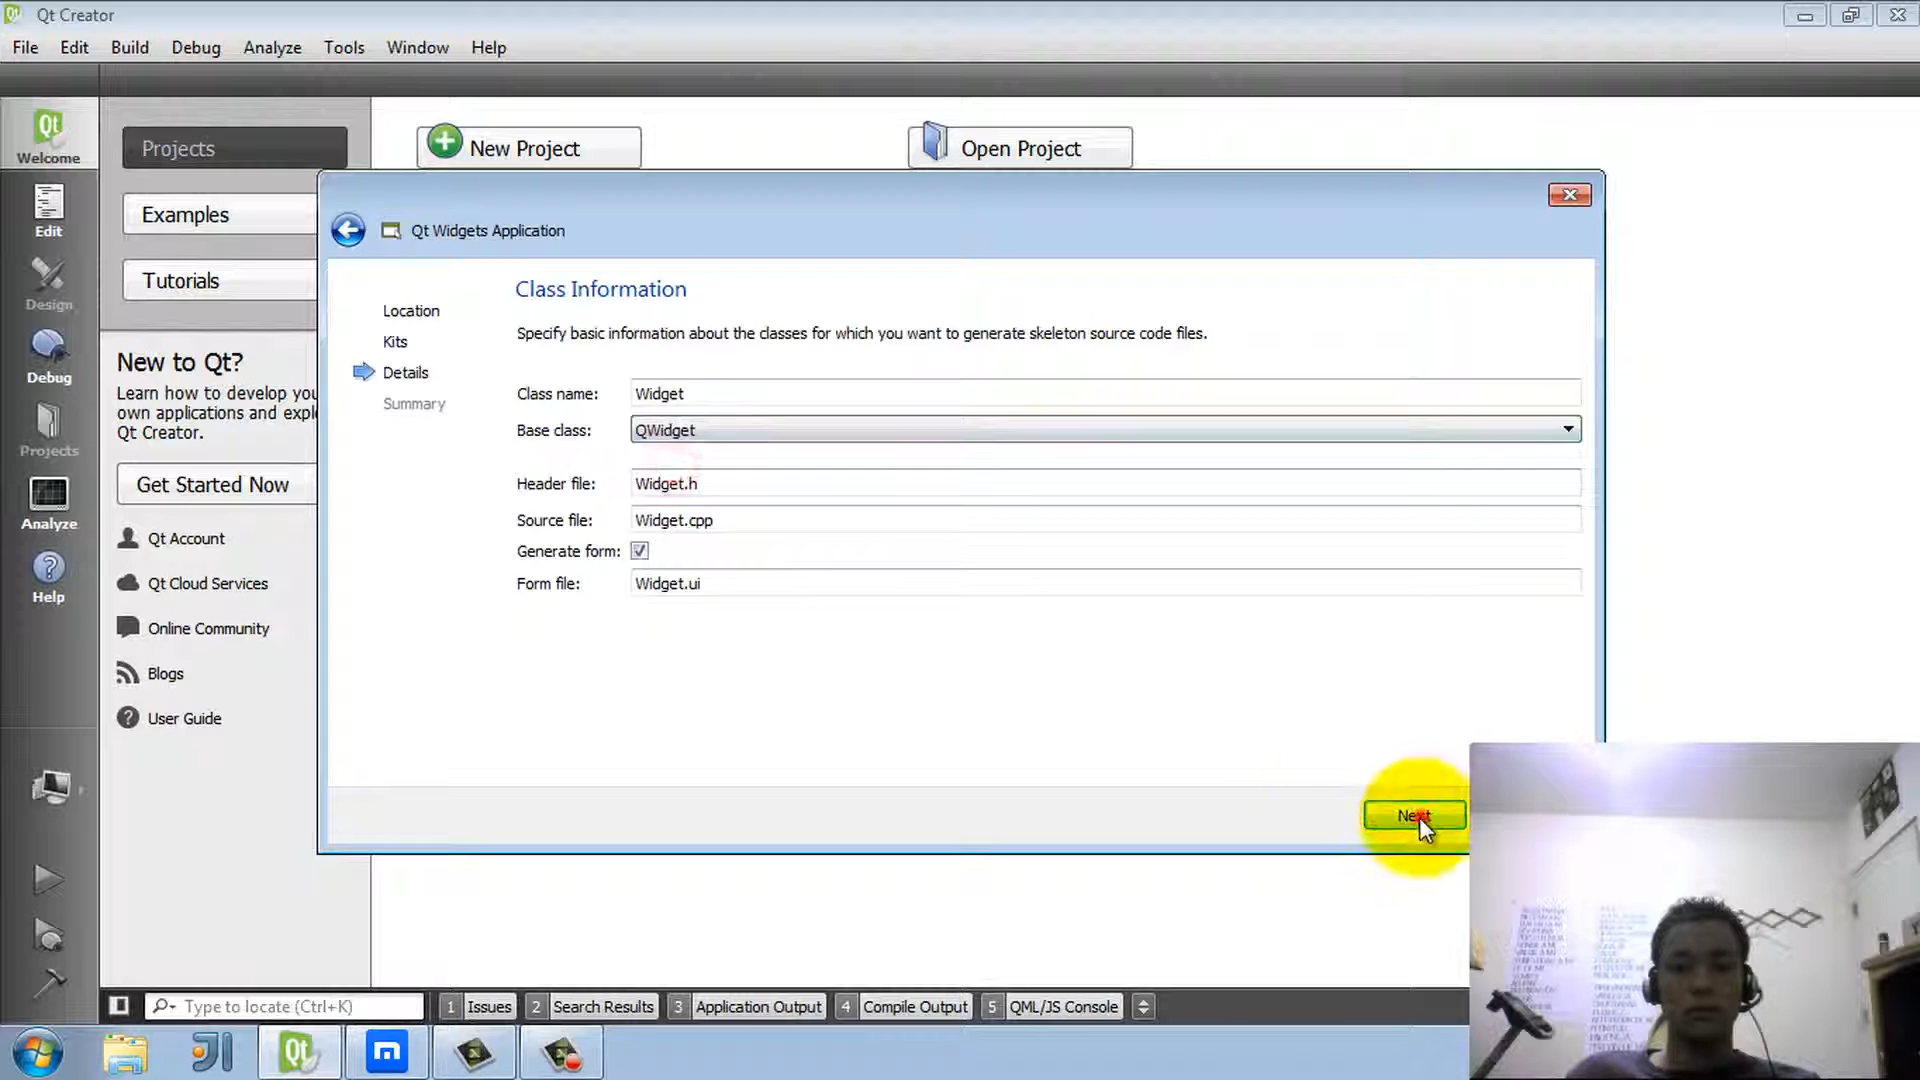 Qt Creator
File Edit Build Debug Analyze Tools Window Help
Qt
Welcome
Edit
Design
Debug
Projects
Analyze
Help
Projects
Examples
Tutorials
New to Qt?
Learn how to develop you
own applications and expl
Qt Creator.
Get Started Now
Qt Account
Qt Cloud Services
Online Community
Blogs
User Guide
New Project
Open Project
Qt Widgets Application
Location
Kits
Details
Summary
Class Information
Specify basic information about the classes for which you want to generate skeleton source code files.
Class name: Widget
Base class: QWidget
Header file: Widget.h
Source file: Widget.cpp
Generate form:
Form file: Widget.ui
Next
Type to locate (Ctrl+K)
1 Issues 2 Search Results 3 Application Output 4 Compile Output 5 QML/JS Console